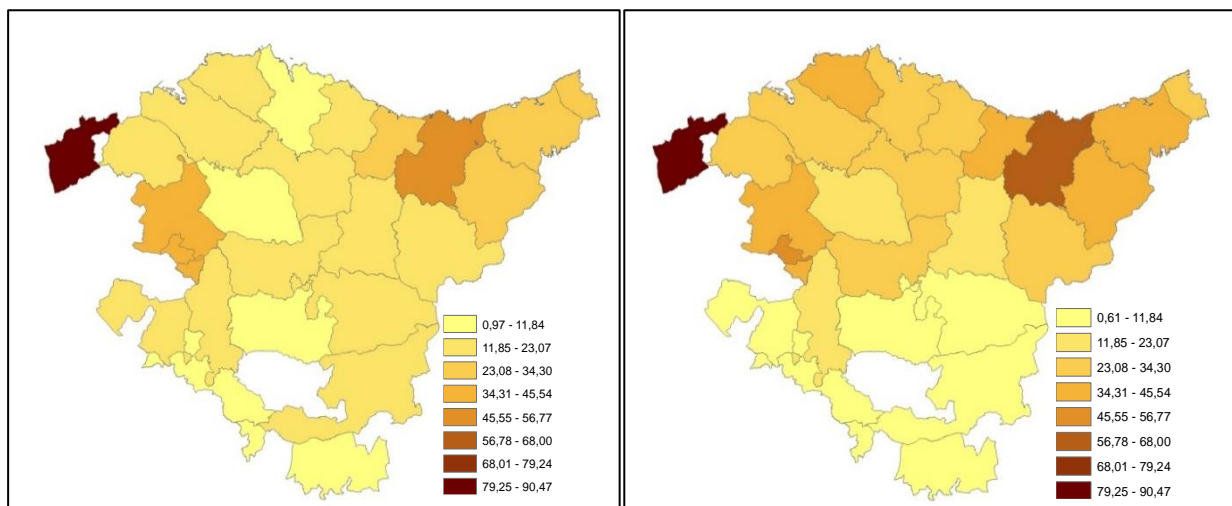 0,97 - 11,84
11,85 - 23,07
23,08 - 34,30
34,31 - 45,54
45,55 - 56,77
56,78 - 68,00
68,01 - 79,24
79,25 - 90,47
0,61 - 11,84
11,85 - 23,07
23,08 - 34,30
34,31 - 45,54
45,55 - 56,77
56,78 - 68,00
68,01 - 79,24
79,25 - 90,47